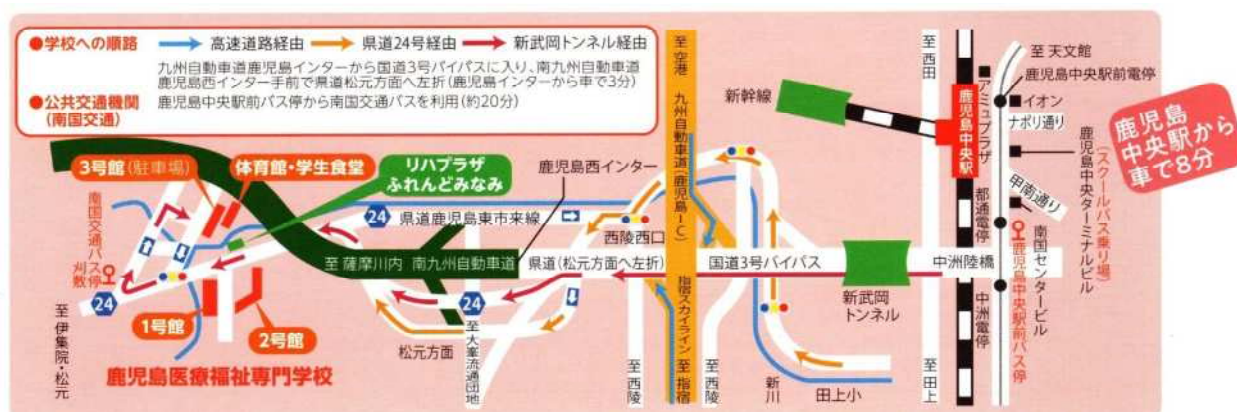 ●学校への順路
高速道路経由
県道24号経由
新武岡トンネル経由
九州自動車道鹿児島インターから国道3号バイパスに入り、南九州自動車道
鹿児島西インター手前で県道松元方面へ左折(鹿児島インターから車で3分)
●公共交通機関
(南国交通)
鹿児島中央駅前バス停から南国交通バスを利用(約20分)
3号館(駐車場)
体育館・学生食堂
リハプラザ
ふれんどみなみ
鹿児島西インター
南国交通バス停
刈敷
24
24
県道鹿児島東市来線
至薩摩川内 南九州自動車道
県道(松元方面へ左折)
西陵西口
24
至伊集院・松元
1号館
2号館
鹿児島医療福祉専門学校
松元方面
至大峯流通団地
至空港
九州自動車道(鹿児島IC)
指宿スカイライン
至指宿
至西陵
至西陵
国道3号バイパス
新武岡
トンネル
新川
田上小
至田上
新幹線
至西田
鹿児島中央駅
アミュプラザ
都通電停
中洲陸橋
中洲電停
至天文館
鹿児島中央駅前電停
イオン
ナポリ通り
鹿児島中央ターミナルビル
(スクールバス乗り場)
甲南通り
南国センタービル
鹿児島中央駅前バス停
鹿児島
中央駅から
車で8分